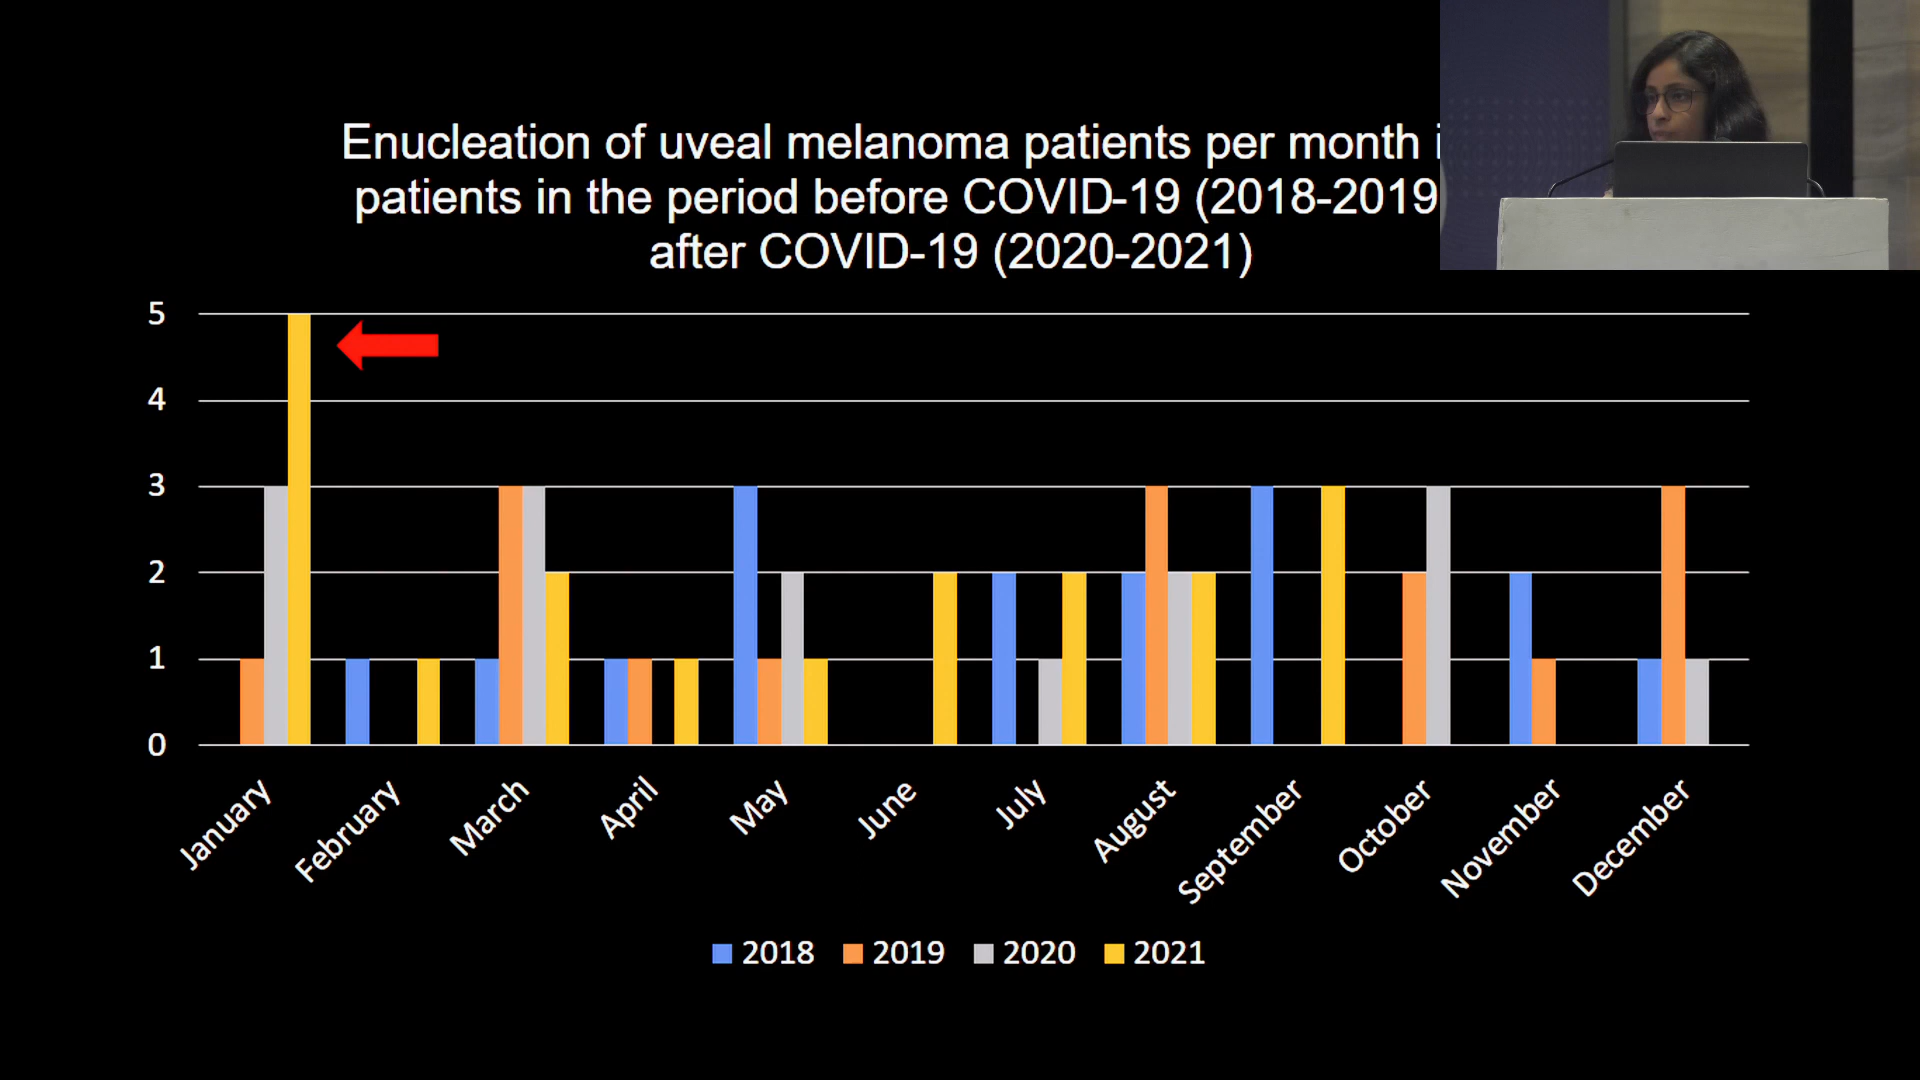 Enucleation of uveal melanoma patients per month
patients in the period before COVID-19 (2018-2019
after COVID-19 (2020-2021)
5
4
3
2
1
0
January
February
March
April
May
June
July
August
September
October
November
December
2018
2019
2020
2021